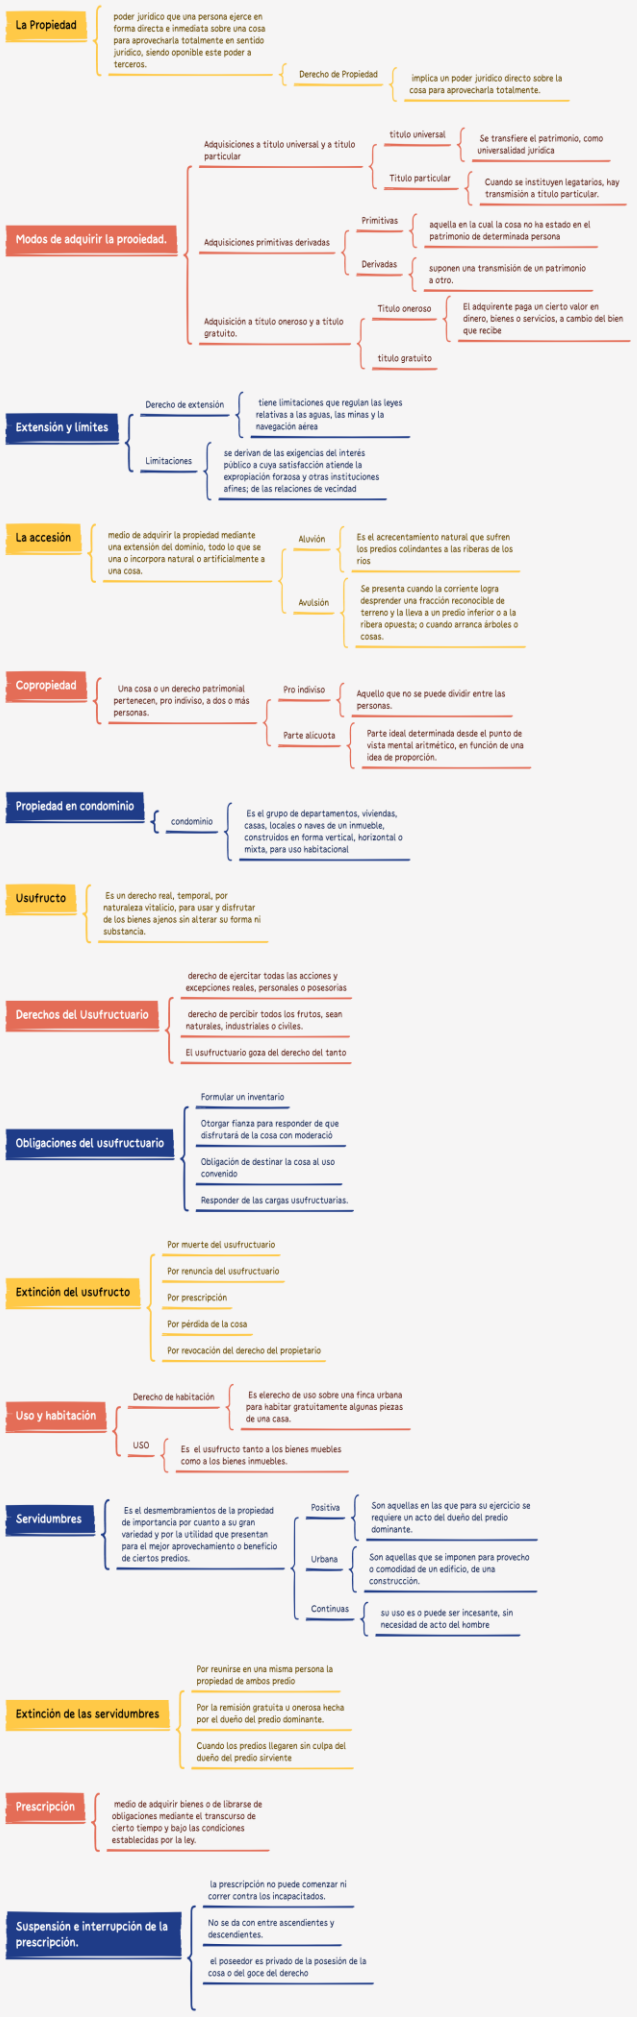 La Propiedad
poder jurídico que una persona ejerce en
forma directa e inmediata sobre una cosa
para aprovecharla totalmente en sentido
jurídico, siendo oponible este poder a
terceros.
Derecho de Propiedad
implica un poder jurídico directo sobre la
cosa para aprovecharla totalmente.
Modos de adquirir la prooiedad.
Adquisiciones a titulo universal y a titulo
particular
titulo universal
Se transfiere el patrimonio, como
universalidad jurídica
Titulo particular
Cuando se instituyen legatarios, hay
transmisión a titulo particular.
Adquisiciones primitivas derivadas
Primitivas
aquella en la cual la cosa no ha estado en el
patrimonio de determinada persona
Derivadas
suponen una transmisión de un patrimonio
a otro.
Adquisición a titulo oneroso y a titulo
gratuito.
Titulo oneroso
El adquirente paga un cierto valor en
dinero, bienes o servicios, a cambio del bien
que recibe
titulo gratuito
Extensión y límites
Derecho de extensión
tiene limitaciones que regulan las leyes
relativas a las aguas, las minas y la
navegación aérea
Limitaciones
se derivan de las exigencias del interés
público a cuya satisfacción atiende la
expropiación forzosa y otras instituciones
afines; de las relaciones de vecindad
La accesión
medio de adquirir la propiedad mediante
una extensión del dominio, todo lo que se
una o incorpora natural o artificialmente a
una cosa.
Aluvión
Es el acrecentamiento natural que sufren
los predios colindantes a las riberas de los
ríos
Avulsión
Se presenta cuando la corriente logra
desprender una fracción reconocible de
terreno y la lleva a un predio inferior o a la
ribera opuesta; o cuando arranca árboles o
cosas.
Copropiedad
Una cosa o un derecho patrimonial
pertenecen, pro indiviso, a dos o más
personas.
Pro indiviso
Aquello que no se puede dividir entre las
personas.
Parte alícuota
Parte ideal determinada desde el punto de
vista mental aritmético, en función de una
idea de proporción.
Propiedad en condominio
condominio
Es el grupo de departamentos, viviendas,
casas, locales o naves de un inmueble,
construidos en forma vertical, horizontal o
mixta, para uso habitacional
Usufructo
Es un derecho real, temporal, por
naturaleza vitalicio, para usar y disfrutar
de los bienes ajenos sin alterar su forma ni
substancia.
Derechos del Usufructuario
derecho de ejercitar todas las acciones y
excepciones reales, personales o posesorias
derecho de percibir todos los frutos, sean
naturales, industriales o civiles.
El usufructuario goza del derecho del tanto
Obligaciones del usufructuario
Formular un inventario
Otorgar fianza para responder de que
disfrutará de la cosa con moderació
Obligación de destinar la cosa al uso
convenido
Responder de las cargas usufructuarias.
Extinción del usufructo
Por muerte del usufructuario
Por renuncia del usufructuario
Por prescripción
Por pérdida de la cosa
Por revocación del derecho del propietario
Uso y habitación
Derecho de habitación
Es elerecho de uso sobre una finca urbana
para habitar gratuitamente algunas piezas
de una casa.
USO
Es el usufructo tanto a los bienes muebles
como a los bienes inmuebles.
Servidumbres
Es el desmembramientos de la propiedad
de importancia por cuanto a su gran
variedad y por la utilidad que presentan
para el mejor aprovechamiento o beneficio
de ciertos predios.
Positiva
Son aquellas en las que para su ejercicio se
requiere un acto del dueño del predio
dominante.
Urbana
Son aquellas que se imponen para provecho
o comodidad de un edificio, de una
construcción.
Continuas
su uso es o puede ser incesante, sin
necesidad de acto del hombre
Extinción de las servidumbres
Por reunirse en una misma persona la
propiedad de ambos predio
Por la remisión gratuita u onerosa hecha
por el dueño del predio dominante.
Cuando los predios llegaren sin culpa del
dueño del predio sirviente
Prescripción
medio de adquirir bienes o de librarse de
obligaciones mediante el transcurso de
cierto tiempo y bajo las condiciones
establecidas por la ley.
Suspensión e interrupción de la
prescripción.
la prescripción no puede comenzar ni
correr contra los incapacitados.
No se da con entre ascendientes y
descendientes.
el poseedor es privado de la posesión de la
cosa o del goce del derecho